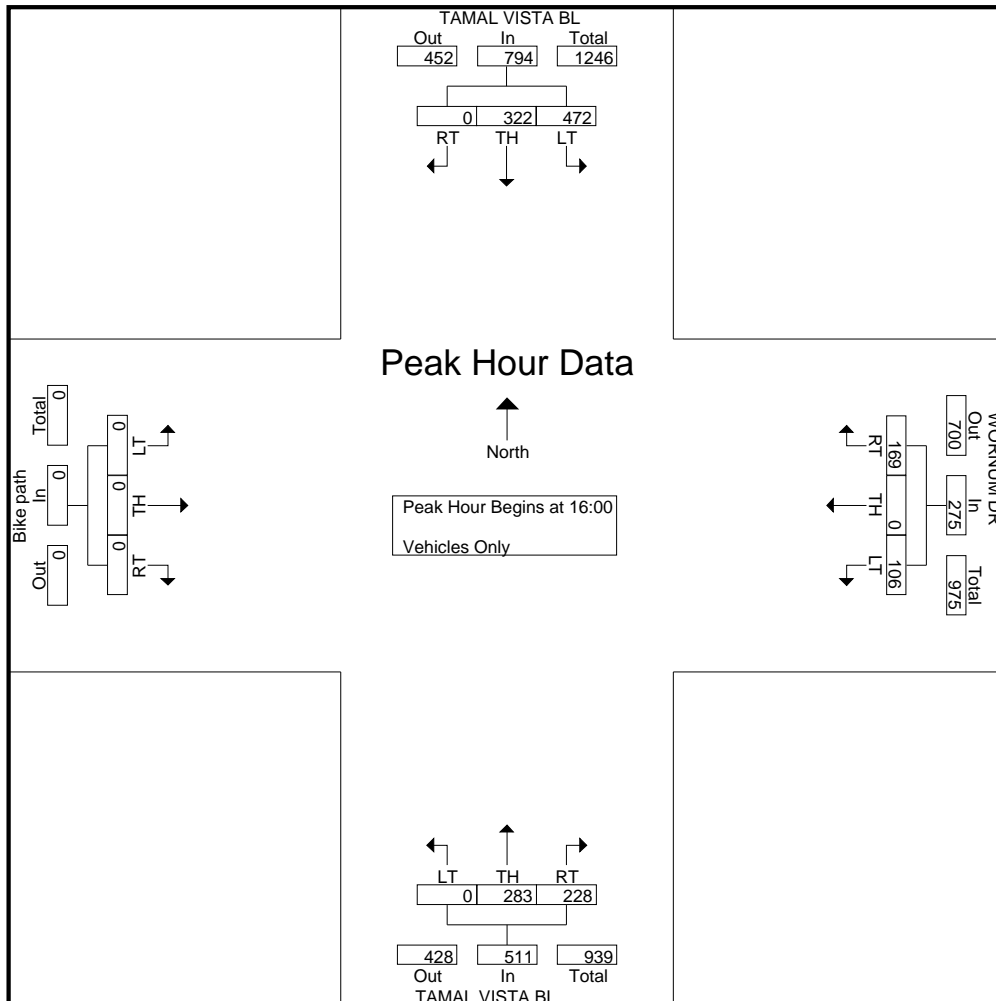 TAMAL VISTA BL
Out In Total
452 794 1246
0 322 472
RT TH LT
Peak Hour Data
North
Peak Hour Begins at 16:00
Vehicles Only
Bike path
Total In Out
0 0 0
0 0 0
LT TH RT
WORNUM DR
Out In Total
700 275 975
169 0 106
RT TH LT
LT TH RT
0 283 228
428 511 939
Out In Total
TAMAL VISTA BL